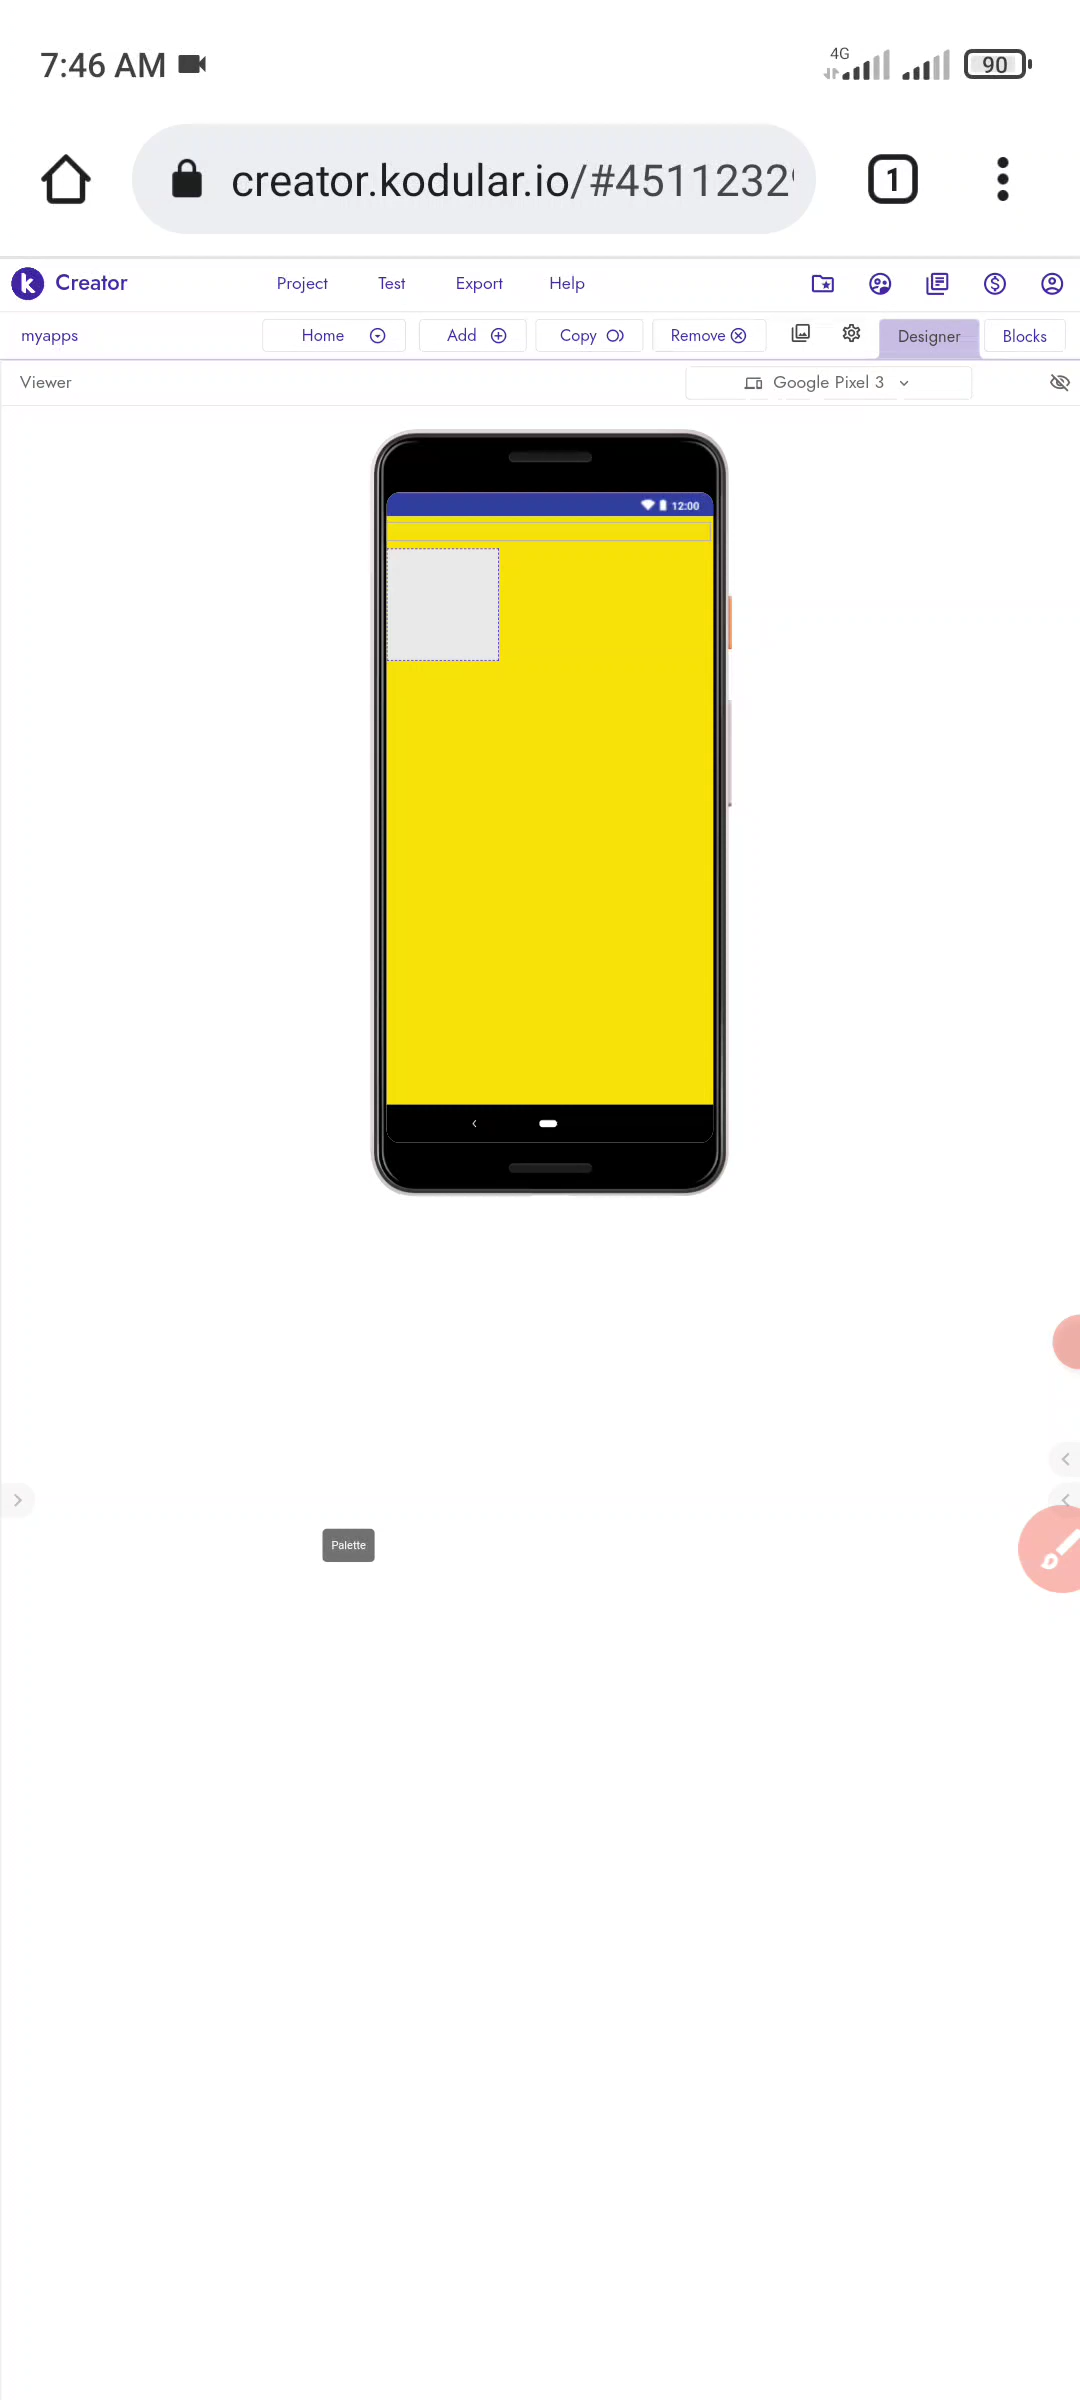 7:46 AM
4G
90
creator.kodular.io/#4511232
1
Creator
Project Test Export Help
myapps
Home Add Copy Remove Designer Blocks
Viewer
Google Pixel 3
12:00
Palette